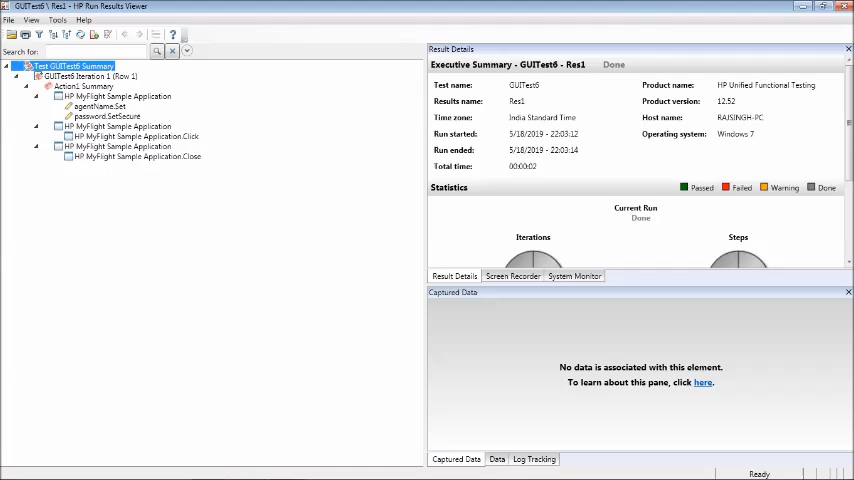 GUITest6 \ Res1 - HP Run Results Viewer
File View Tools Help
Search for:
Test GUITest6 Summary
GUITest6 Iteration 1 (Row 1)
Action1 Summary
HP MyFlight Sample Application
agentName.Set
password.SetSecure
HP MyFlight Sample Application
HP MyFlight Sample Application.Click
HP MyFlight Sample Application
HP MyFlight Sample Application.Close
Result Details
Executive Summary - GUITest6 - Res1 Done
Test name: GUITest6 Product name: HP Unified Functional Testing
Results name: Res1 Product version: 12.52
Time zone: India Standard Time Host name: RAJSINGH-PC
Run started: 5/18/2019 - 22:03:12 Operating system: Windows 7
Run ended: 5/18/2019 - 22:03:14
Total time: 00:00:02
Statistics Passed Failed Warning Done
Current Run
Done
Iterations Steps
Result Details Screen Recorder System Monitor
Captured Data
No data is associated with this element.
To learn about this pane, click here.
Captured Data Data Log Tracking
Ready